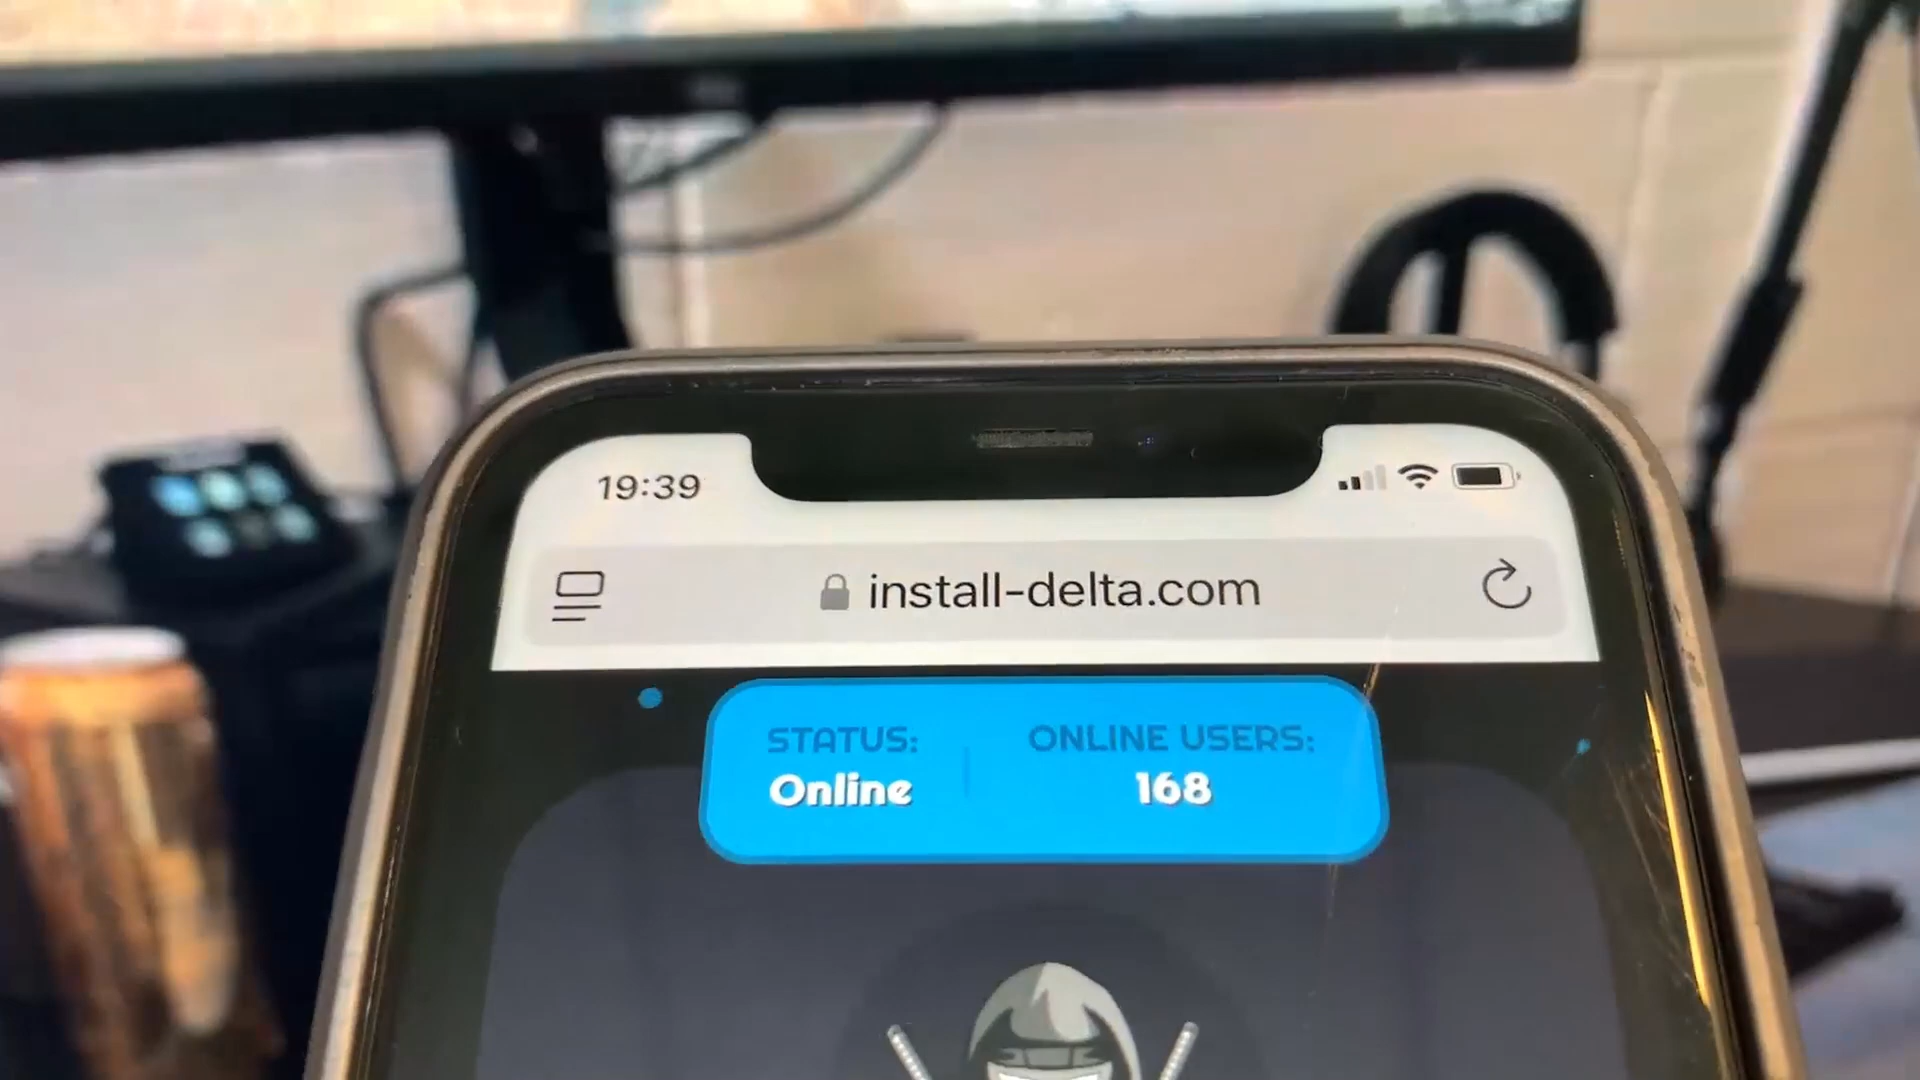 19:39
install-delta.com
STATUS:
Online
ONLINE USERS:
168